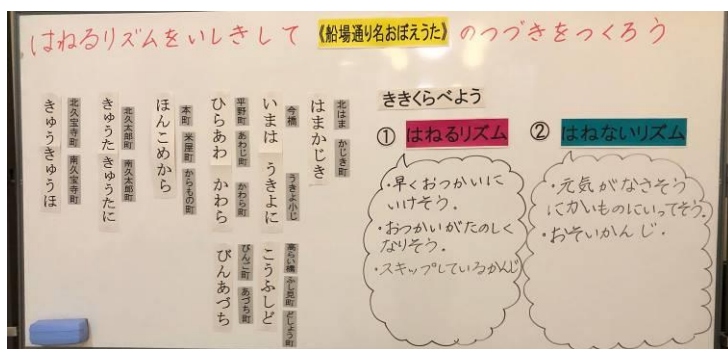 はねるリズムをいしきして《船場通り名おぼえうた》のつづきをつくろう
北はま かじき町
はまかじき
今橋 うきよ小じ 高らい橋 ふし見町 どしょう町
いまは うきよに こうふしど
平野町 あわじ町 かわら町 びんご町 あづち町
ひらあわ かわら びんあづち
本町 米屋町 からもの町
ほんこめから
北久太郎町 南久太郎町
きゅうた きゅうたに
北久宝寺町 南久宝寺町
きゅうきゅうほ
ききくらべよう
① はねるリズム
・早くおつかいに
いけそう.
・おつかいがたのしく
なりそう.
・スキップしているかんじ
② はねないリズム
・元気がなさそう
にかいものにいってそう.
・おそいかんじ.